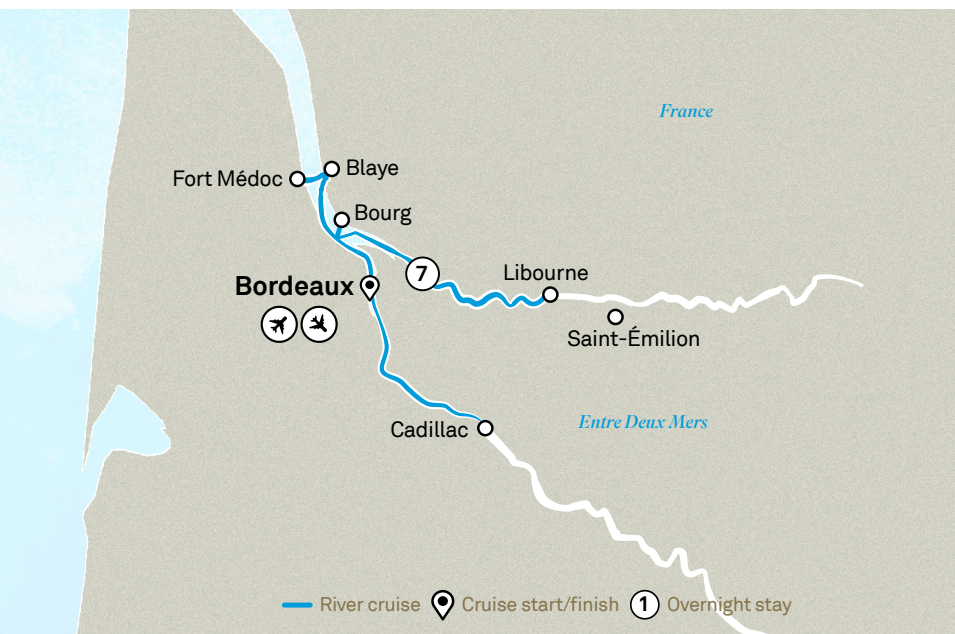 France
Blaye
Fort Médoc
Bourg
7
Libourne
Bordeaux
Saint-Émilion
Entre Deux Mers
Cadillac
River cruise
Cruise start/finish
1
Overnight stay